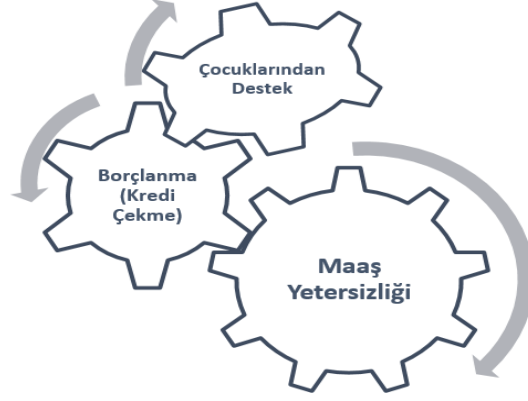 Çocuklarından
Destek
Borçlanma
(Kredi
Çekme)
Maaş
Yetersizliği